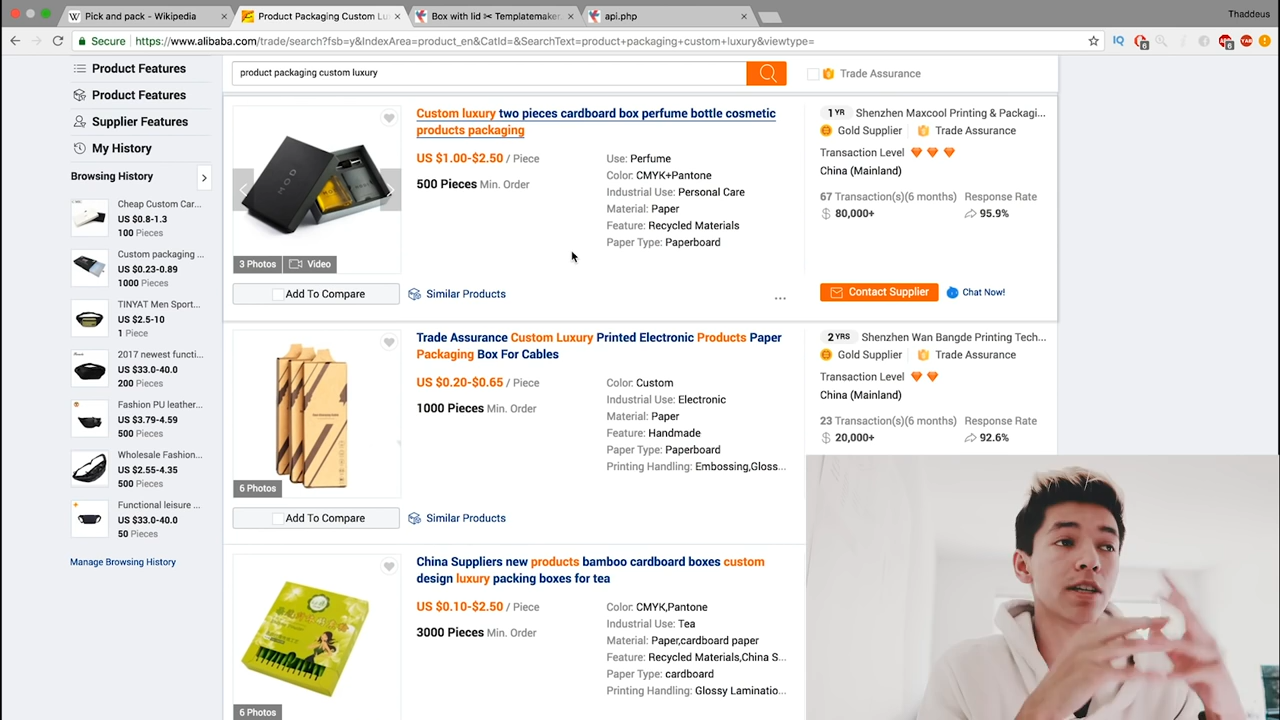 Pick and pack - Wikipedia
Product Packaging Custom Lu
Box with lid ✂ Templatemaker
api.php
Thaddeus
Secure
https://www.alibaba.com/trade/search?fsb=y&IndexArea=product_en&CatId=&SearchText=product+packaging+custom+luxury&viewtype=
Product Features
Product Features
Supplier Features
My History
Browsing History
Cheap Custom Car...
US $0.8-1.3
100 Pieces
Custom packaging ...
US $0.23-0.89
1000 Pieces
TINYAT Men Sport...
US $2.5-10
1 Piece
2017 newest functi...
US $33.0-40.0
200 Pieces
Fashion PU leather...
US $3.79-4.59
500 Pieces
Wholesale Fashion...
US $2.55-4.35
500 Pieces
Functional leisure ...
US $33.0-40.0
50 Pieces
Manage Browsing History
product packaging custom luxury
Trade Assurance
MOD
3 Photos
Video
Add To Compare
Custom luxury two pieces cardboard box perfume bottle cosmetic
products packaging
US $1.00-$2.50 / Piece
500 Pieces Min. Order
Use: Perfume
Color: CMYK+Pantone
Industrial Use: Personal Care
Material: Paper
Feature: Recycled Materials
Paper Type: Paperboard
Similar Products
1 YR Shenzhen Maxcool Printing & Packagi...
Gold Supplier Trade Assurance
Transaction Level
China (Mainland)
67 Transaction(s)(6 months) Response Rate
$ 80,000+ 95.9%
Contact Supplier
Chat Now!
6 Photos
Add To Compare
Trade Assurance Custom Luxury Printed Electronic Products Paper
Packaging Box For Cables
US $0.20-$0.65 / Piece
1000 Pieces Min. Order
Color: Custom
Industrial Use: Electronic
Material: Paper
Feature: Handmade
Paper Type: Paperboard
Printing Handling: Embossing,Gloss...
Similar Products
2 YRS Shenzhen Wan Bangde Printing Tech...
Gold Supplier Trade Assurance
Transaction Level
China (Mainland)
23 Transaction(s)(6 months) Response Rate
$ 20,000+ 92.6%
6 Photos
China Suppliers new products bamboo cardboard boxes custom
design luxury packing boxes for tea
US $0.10-$2.50 / Piece
3000 Pieces Min. Order
Color: CMYK,Pantone
Industrial Use: Tea
Material: Paper,cardboard paper
Feature: Recycled Materials,China S...
Paper Type: cardboard
Printing Handling: Glossy Laminatio...